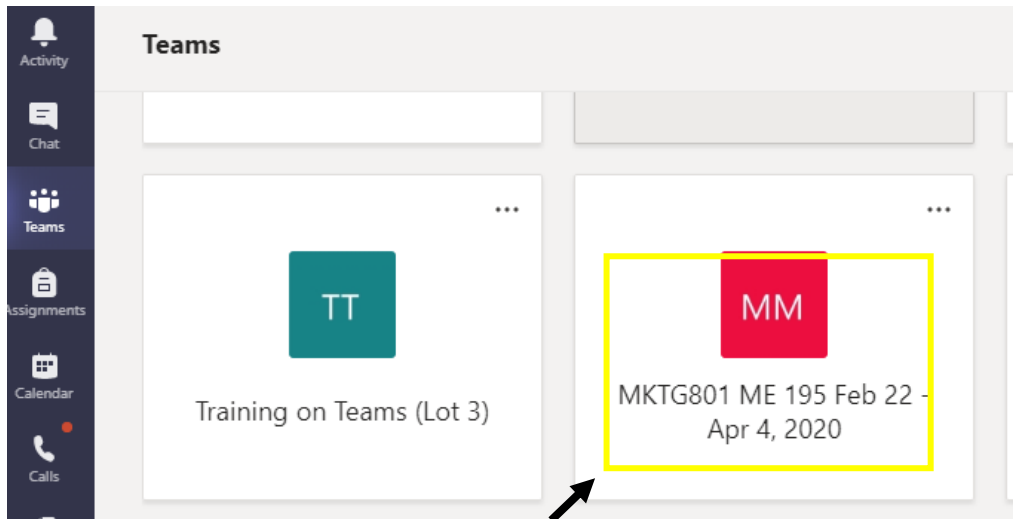 Activity
Teams
Chat
Teams
Assignments
Calendar
Calls
...
...
TT
MM
Training on Teams (Lot 3)
MKTG801 ME 195 Feb 22 -
Apr 4, 2020